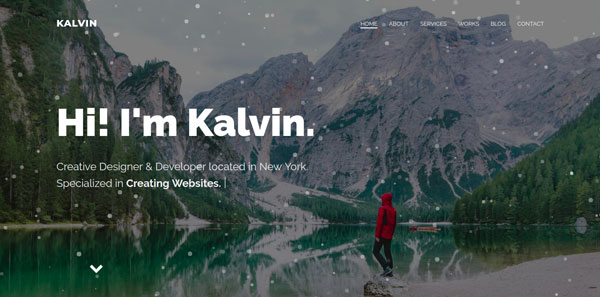 KALVIN
HOME ABOUT SERVICES WORKS BLOG CONTACT
Hi! I'm Kalvin.
Creative Designer & Developer located in New York.
Specialized in Creating Websites. |